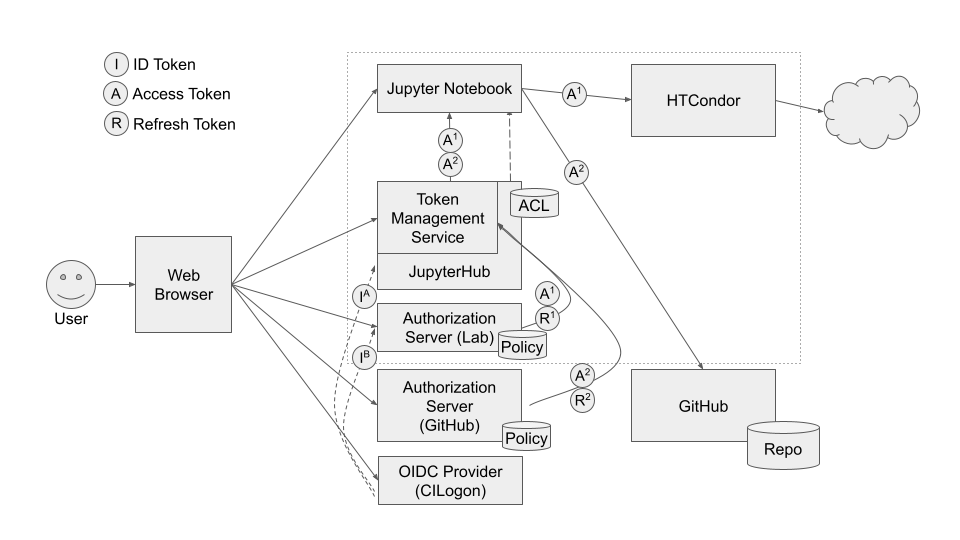 I ID Token
A Access Token
R Refresh Token
Jupyter Notebook
A¹
HTCondor
A¹
A²
A²
Token
Management
Service
ACL
JupyterHub
User
Web
Browser
Iᴬ
A¹
R¹
Authorization
Server (Lab)
Policy
Iᴮ
A²
R²
Authorization
Server
(GitHub)
Policy
GitHub
Repo
OIDC Provider
(CILogon)